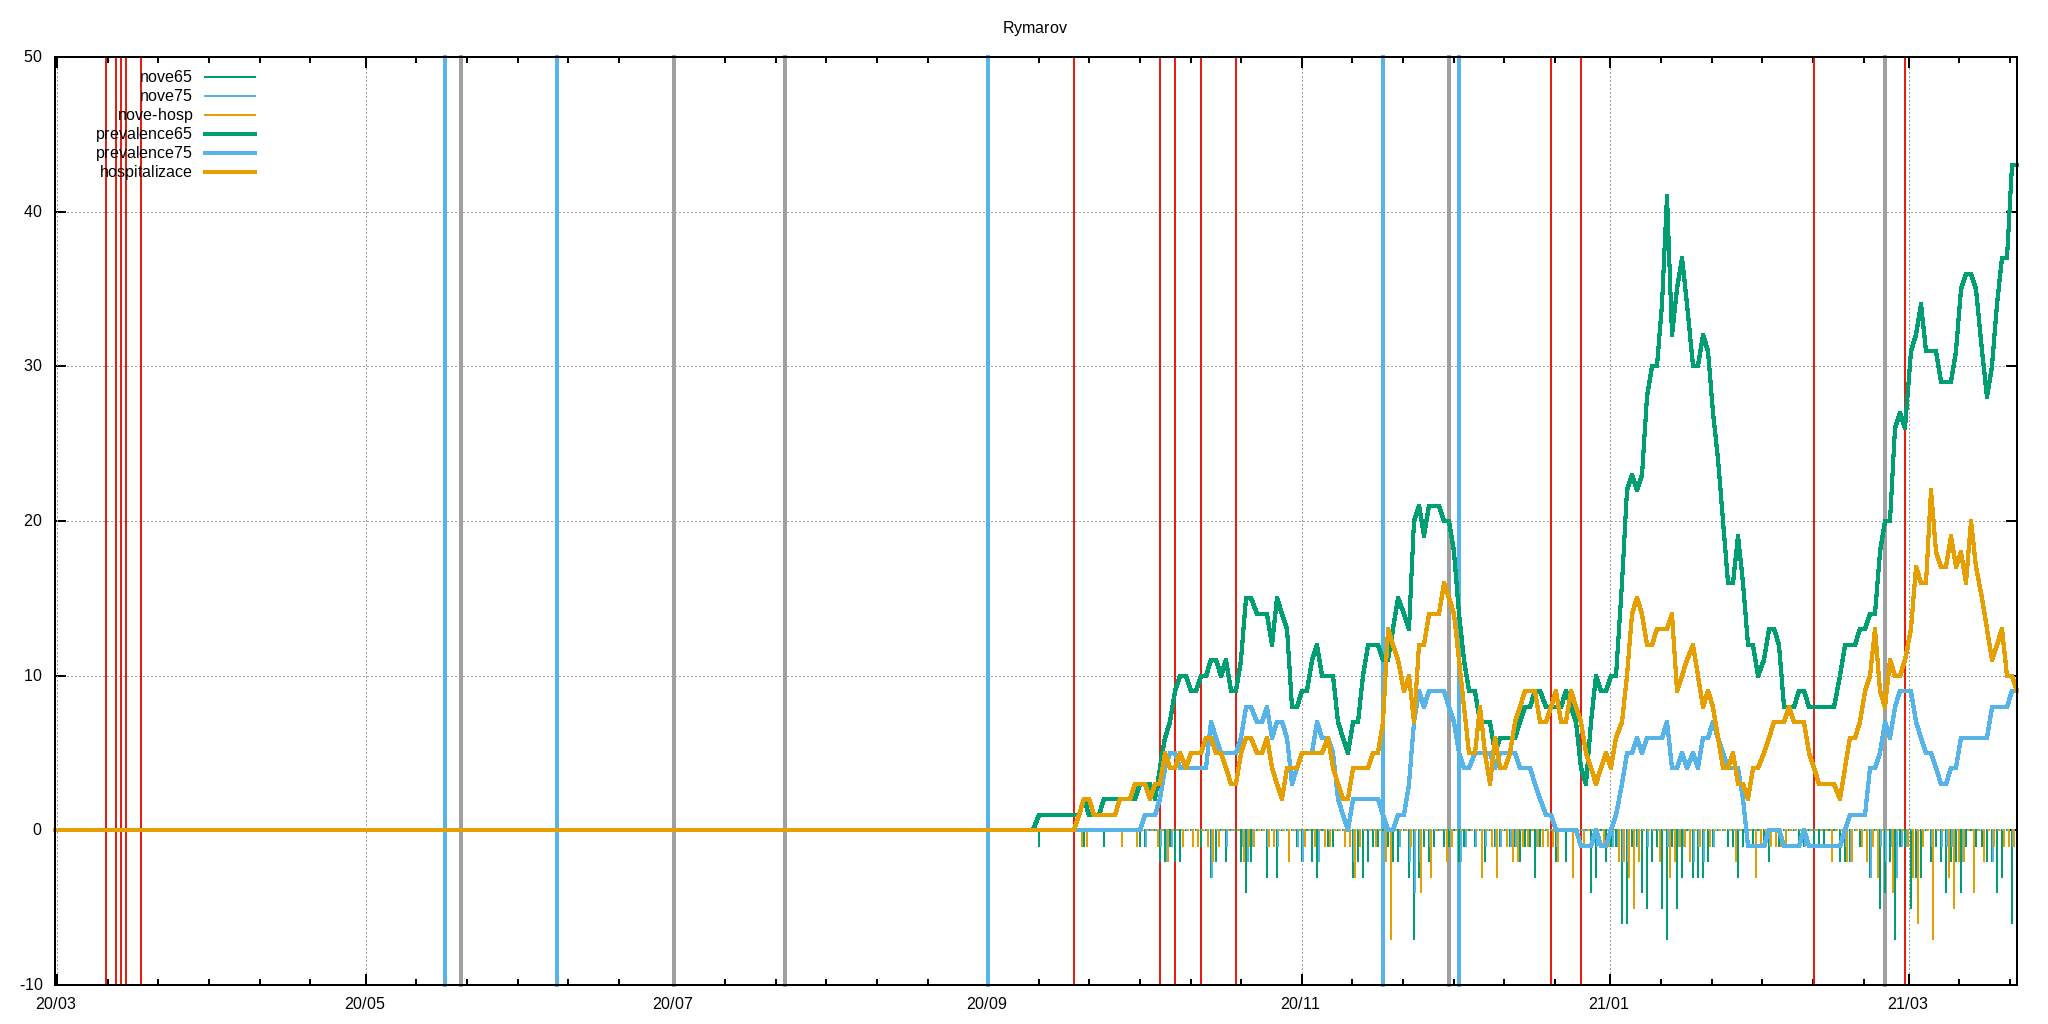 Rymarov
50
nove65
nove75
nove-hosp
prevalence65
prevalence75
hospitalizace
40
30
20
10
0
-10
20/03 20/05 20/07 20/09 20/11 21/01 21/03